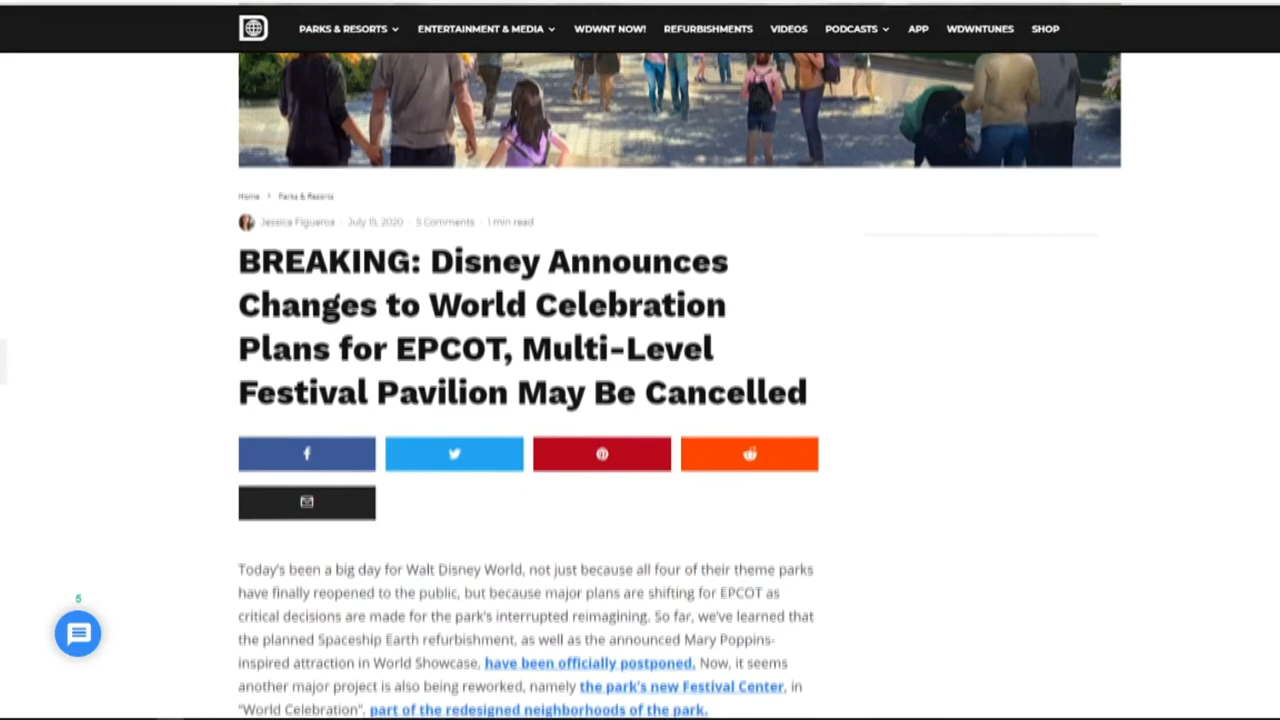 PARKS & RESORTS ENTERTAINMENT & MEDIA WDWNT NOW! REFURBISHMENTS VIDEOS PODCASTS APP WDWNTUNES SHOP
Home > Parks & Resorts
Jessica Figueroa · July 15, 2020 · 5 Comments · 1 min read
BREAKING: Disney Announces
Changes to World Celebration
Plans for EPCOT, Multi-Level
Festival Pavilion May Be Cancelled
Today's been a big day for Walt Disney World, not just because all four of their theme parks
have finally reopened to the public, but because major plans are shifting for EPCOT as
critical decisions are made for the park's interrupted reimagining. So far, we've learned that
the planned Spaceship Earth refurbishment, as well as the announced Mary Poppins-
inspired attraction in World Showcase, have been officially postponed. Now, it seems
another major project is also being reworked, namely the park's new Festival Center, in
"World Celebration", part of the redesigned neighborhoods of the park.
5